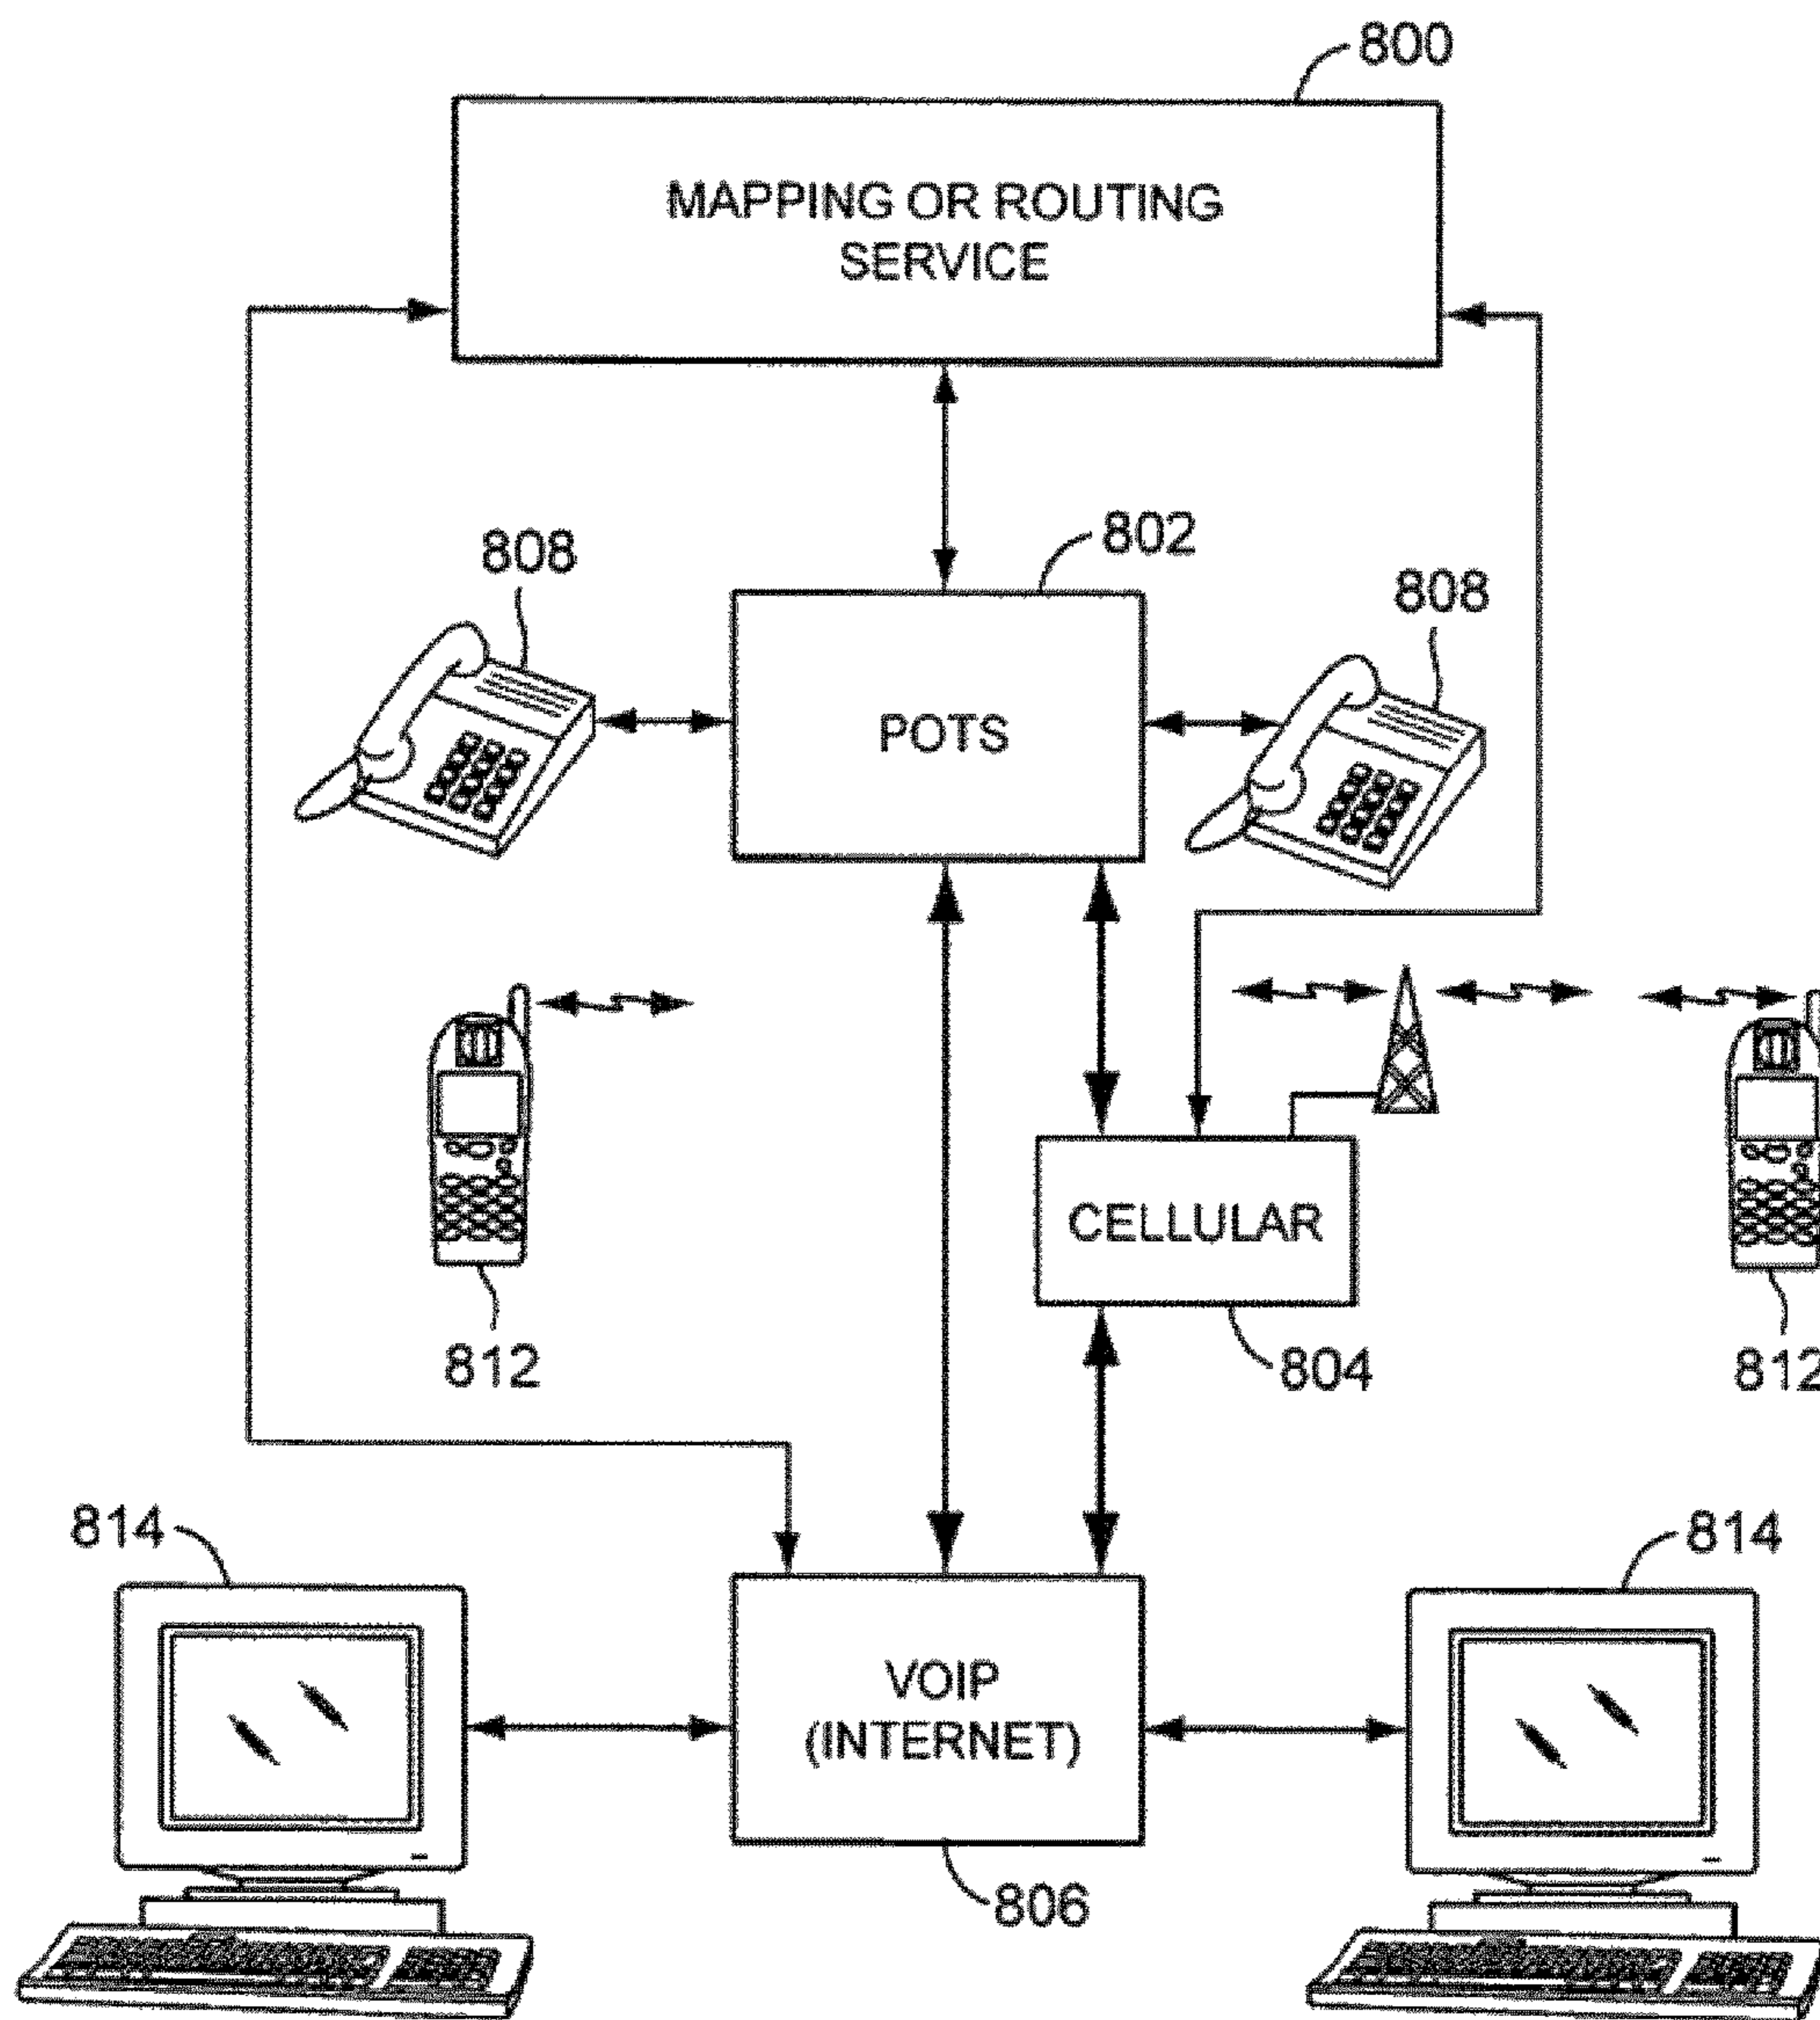 800
MAPPING OR ROUTING
SERVICE
802
808
808
POTS
CELLULAR
812
804
812
814
814
VOIP
(INTERNET)
806